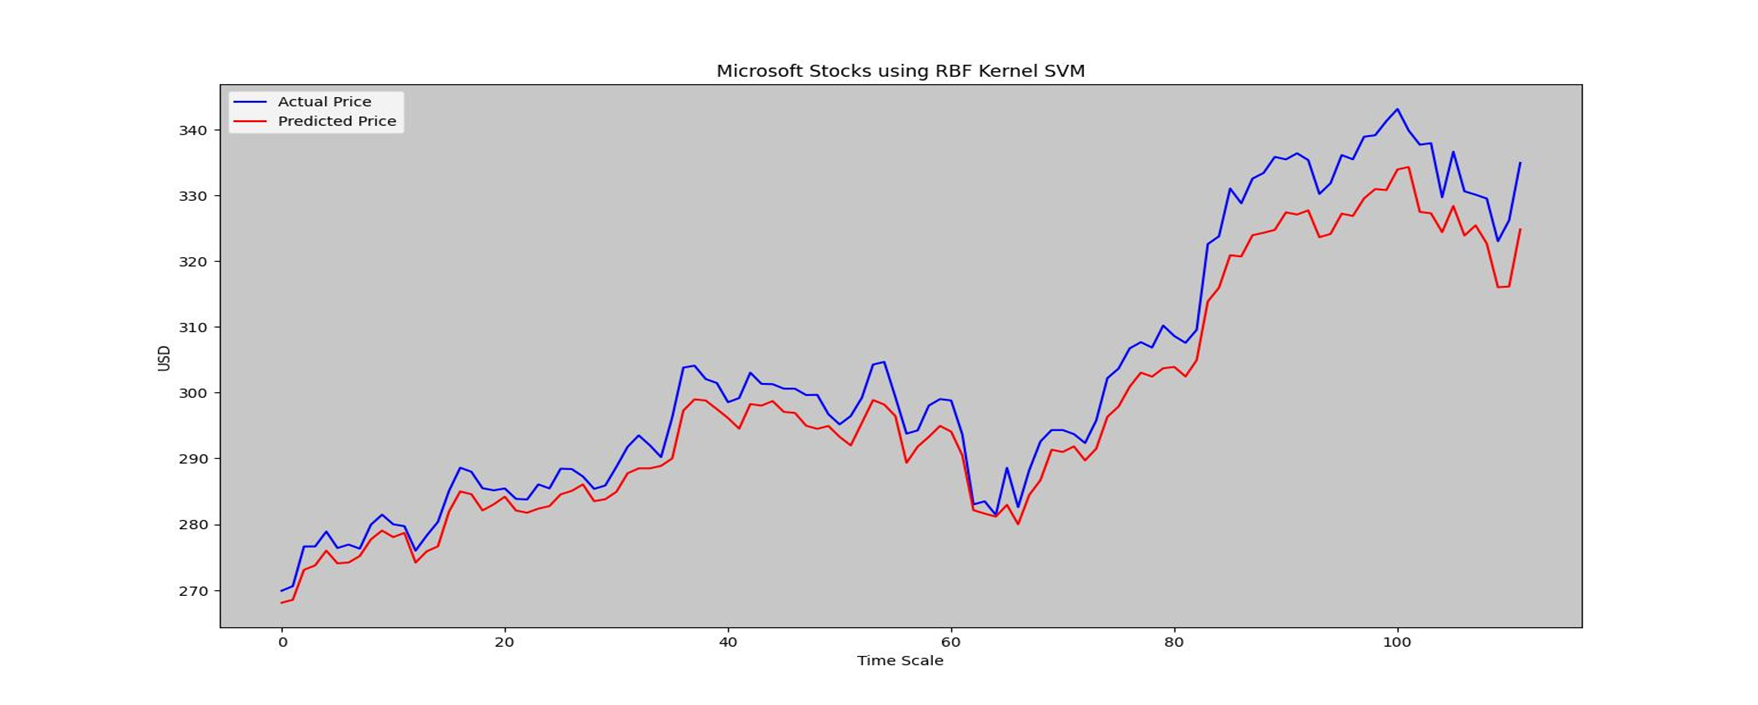 Microsoft Stocks using RBF Kernel SVM
Actual Price
Predicted Price
340
330
320
310
300
290
280
270
USD
0 20 40 60 80 100
Time Scale